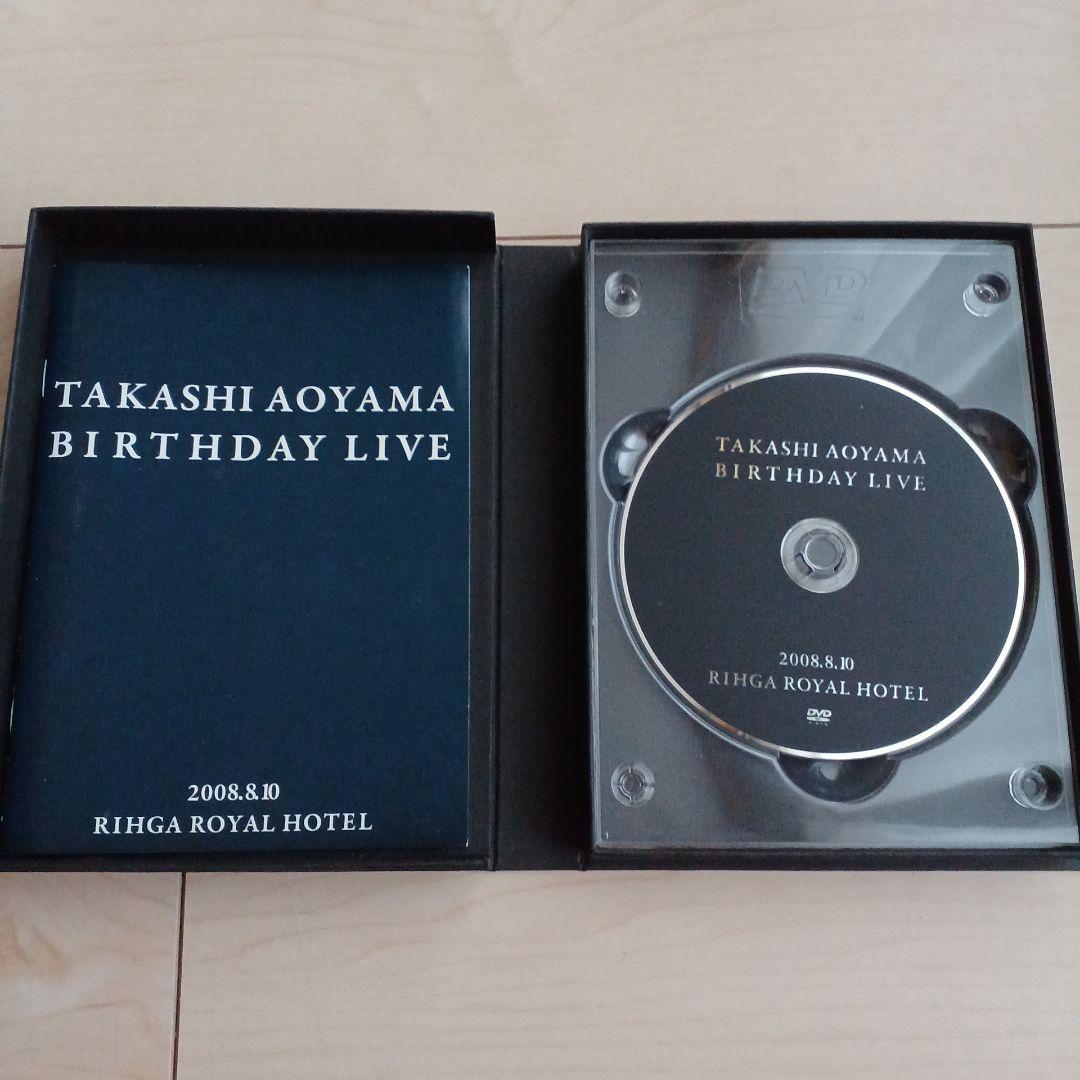 TAKASHI AOYAMA
BIRTHDAY LIVE
2008.8.10
RIHGA ROYAL HOTEL
DVD
TAKASHI AOYAMA
BIRTHDAY LIVE
2008.8.10
RIHGA ROYAL HOTEL
DVD